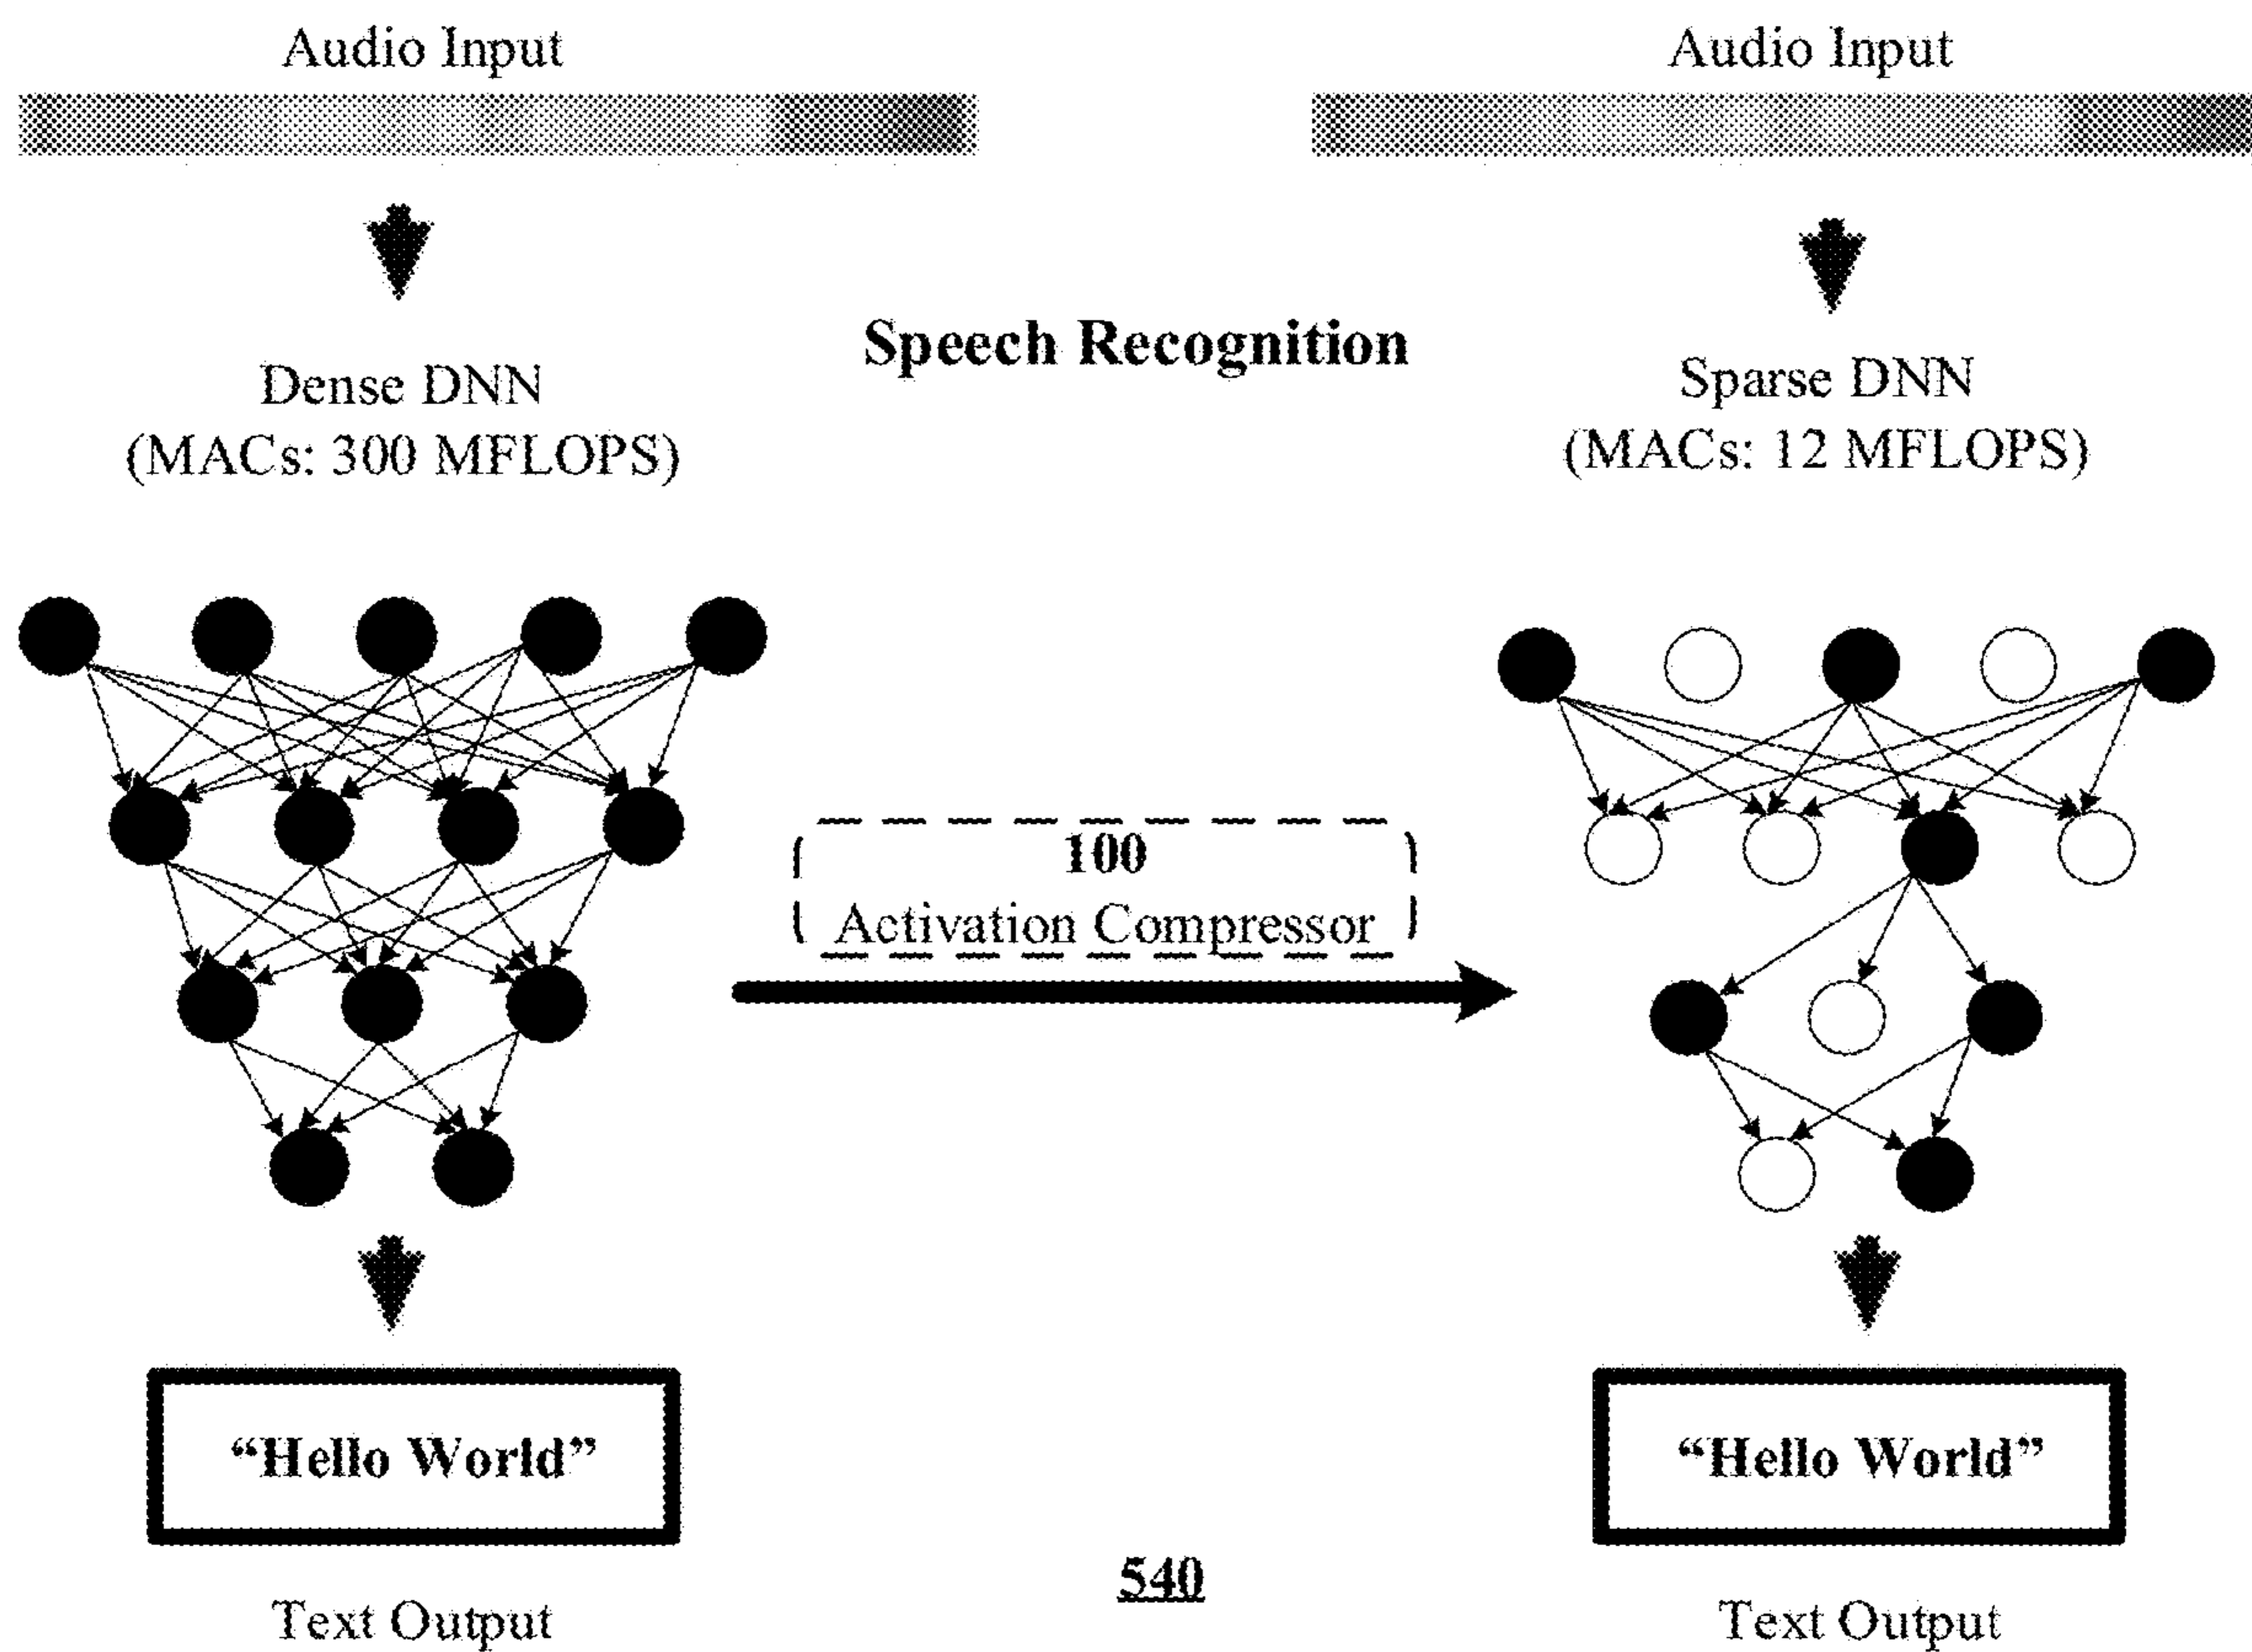 Audio Input
Audio Input
Speech Recognition
Dense DNN
(MACs: 300 MFLOPS)
Sparse DNN
(MACs: 12 MFLOPS)
100
Activation Compressor
“Hello World”
“Hello World”
540
Text Output
Text Output